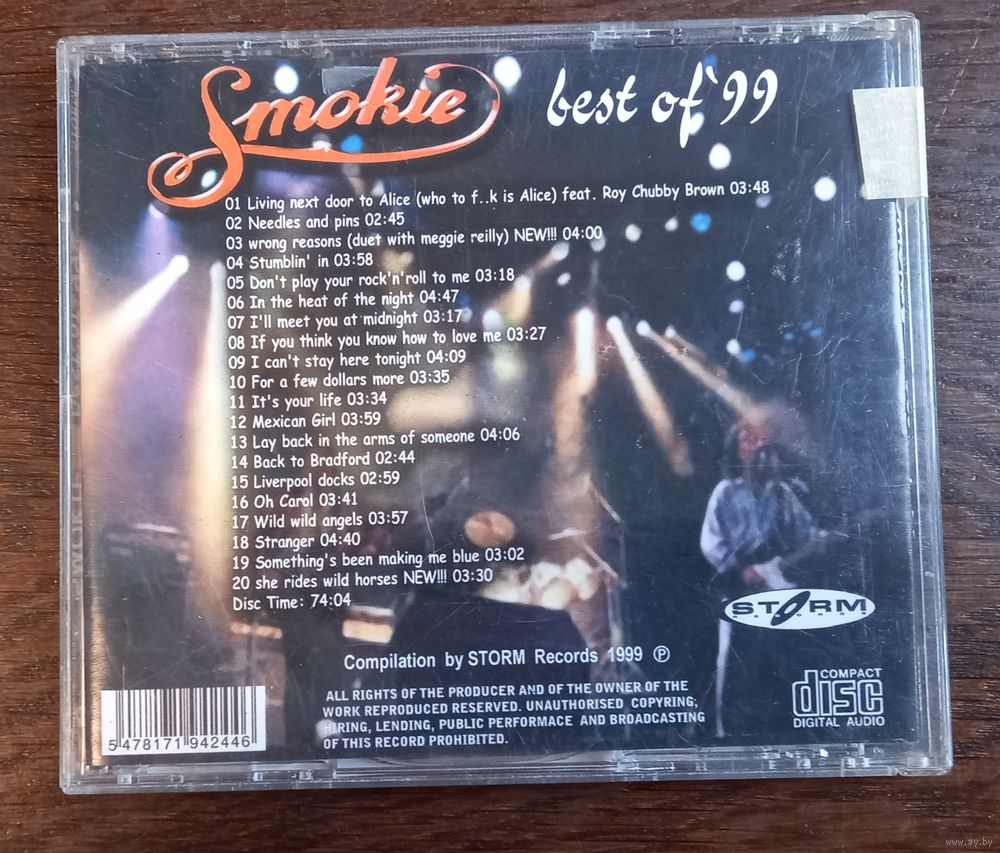 Smokie best of '99
01 Living next door to Alice (who to f..k is Alice) feat. Roy Chubby Brown 03:48
02 Needles and pins 02:45
03 wrong reasons (duet with meggie reilly) NEW!!! 04:00
04 Stumblin' in 03:58
05 Don't play your rock'n'roll to me 03:18
06 In the heat of the night 04:47
07 I'll meet you at midnight 03:17
08 If you think you know how to love me 03:27
09 I can't stay here tonight 04:09
10 For a few dollars more 03:35
11 It's your life 03:34
12 Mexican Girl 03:59
13 Lay back in the arms of someone 04:06
14 Back to Bradford 02:44
15 Liverpool docks 02:59
16 Oh Carol 03:41
17 Wild wild angels 03:57
18 Stranger 04:40
19 Something's been making me blue 03:02
20 she rides wild horses NEW!!! 03:30
Disc Time: 74:04
STORM
RECORDS
Compilation by STORM Records 1999 ℗
ALL RIGHTS OF THE PRODUCER AND OF THE OWNER OF THE
WORK REPRODUCED RESERVED. UNAUTHORISED COPYRING,
HIRING, LENDING, PUBLIC PERFORMACE AND BROADCASTING
OF THIS RECORD PROHIBITED.
COMPACT
disc
DIGITAL AUDIO
5 478171 942446
www.ay.by